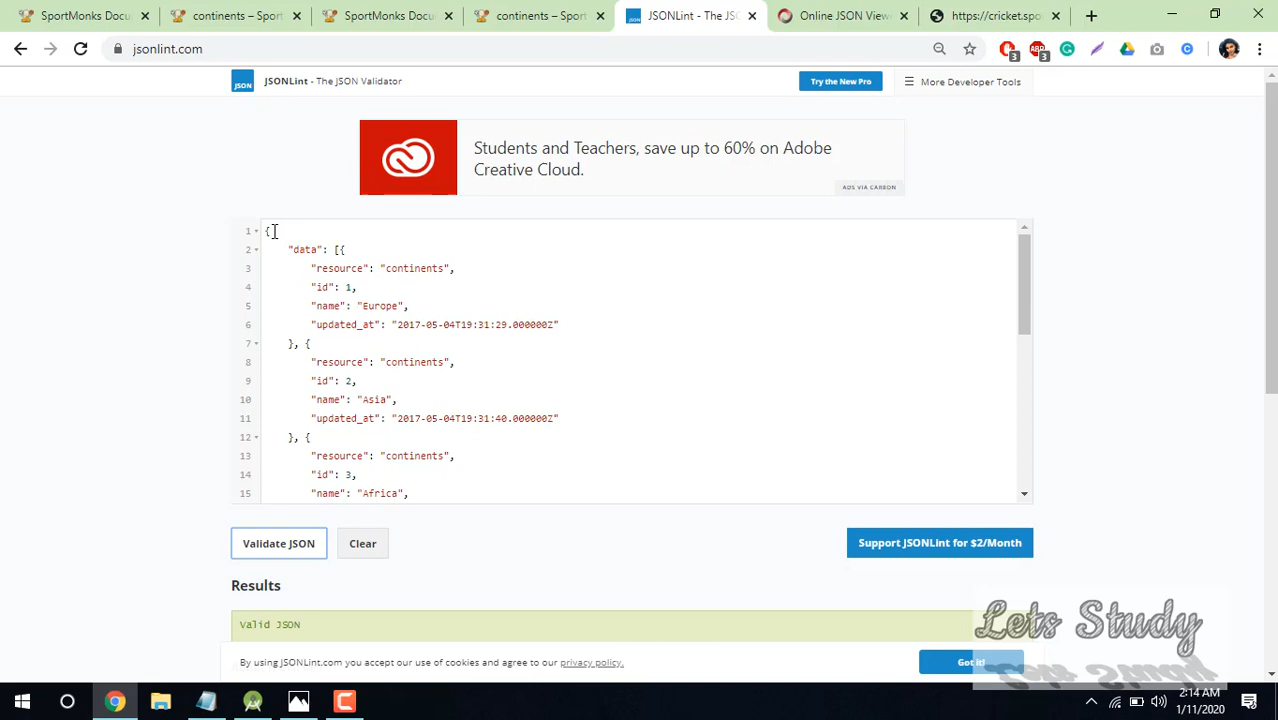 SportMonks Docu
continents – Sport
SportMonks Docu
continents – Sport
JSONLint - The JSO
Online JSON View
https://cricket.spo
jsonlint.com
3
3
JSON
JSONLint - The JSON Validator
Try the New Pro
More Developer Tools
Students and Teachers, save up to 60% on Adobe
Creative Cloud.
ADS VIA CARBON
1 {
2 "data": [{
3 "resource": "continents",
4 "id": 1,
5 "name": "Europe",
6 "updated_at": "2017-05-04T19:31:29.000000Z"
7 }, {
8 "resource": "continents",
9 "id": 2,
10 "name": "Asia",
11 "updated_at": "2017-05-04T19:31:40.000000Z"
12 }, {
13 "resource": "continents",
14 "id": 3,
15 "name": "Africa",
Validate JSON
Clear
Support JSONLint for $2/Month
Results
Valid JSON
Lets Study
By using JSONLint.com you accept our use of cookies and agree to our privacy policy.
Got it!
2:14 AM
1/11/2020